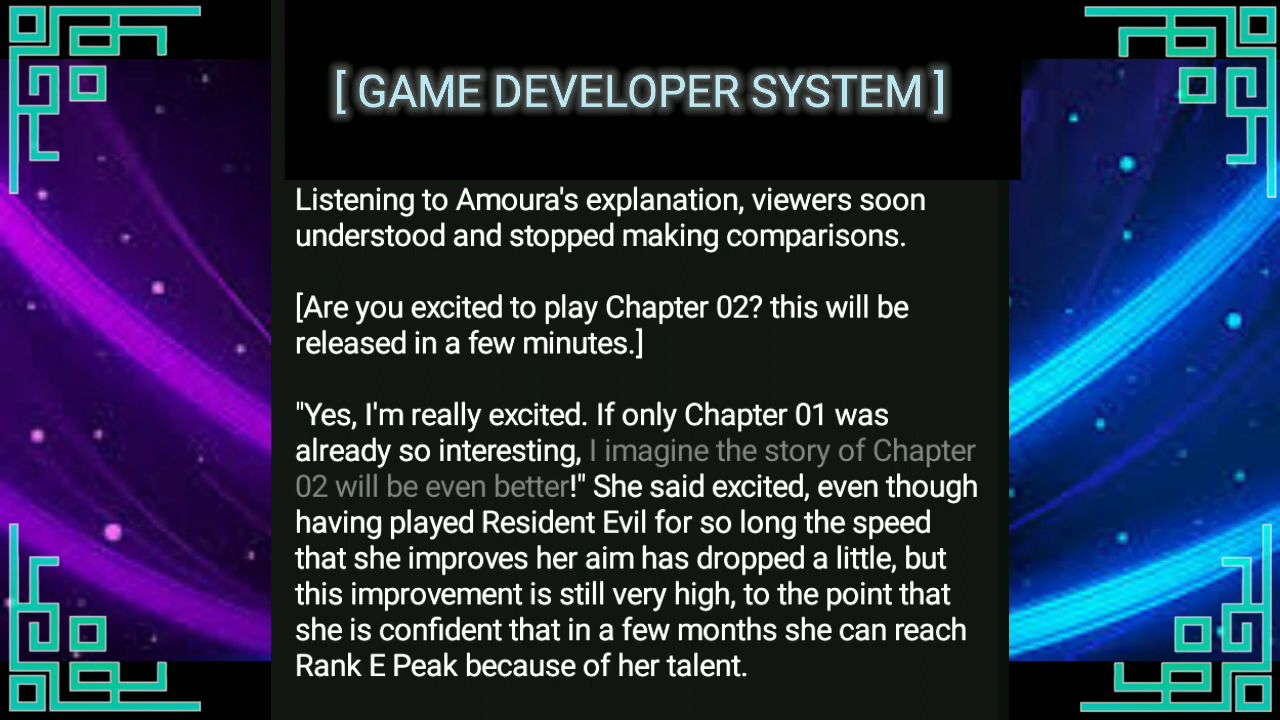 [ GAME DEVELOPER SYSTEM ]
Listening to Amoura's explanation, viewers soon
understood and stopped making comparisons.
[Are you excited to play Chapter 02? this will be
released in a few minutes.]
"Yes, I'm really excited. If only Chapter 01 was
already so interesting, I imagine the story of Chapter
02 will be even better!" She said excited, even though
having played Resident Evil for so long the speed
that she improves her aim has dropped a little, but
this improvement is still very high, to the point that
she is confident that in a few months she can reach
Rank E Peak because of her talent.